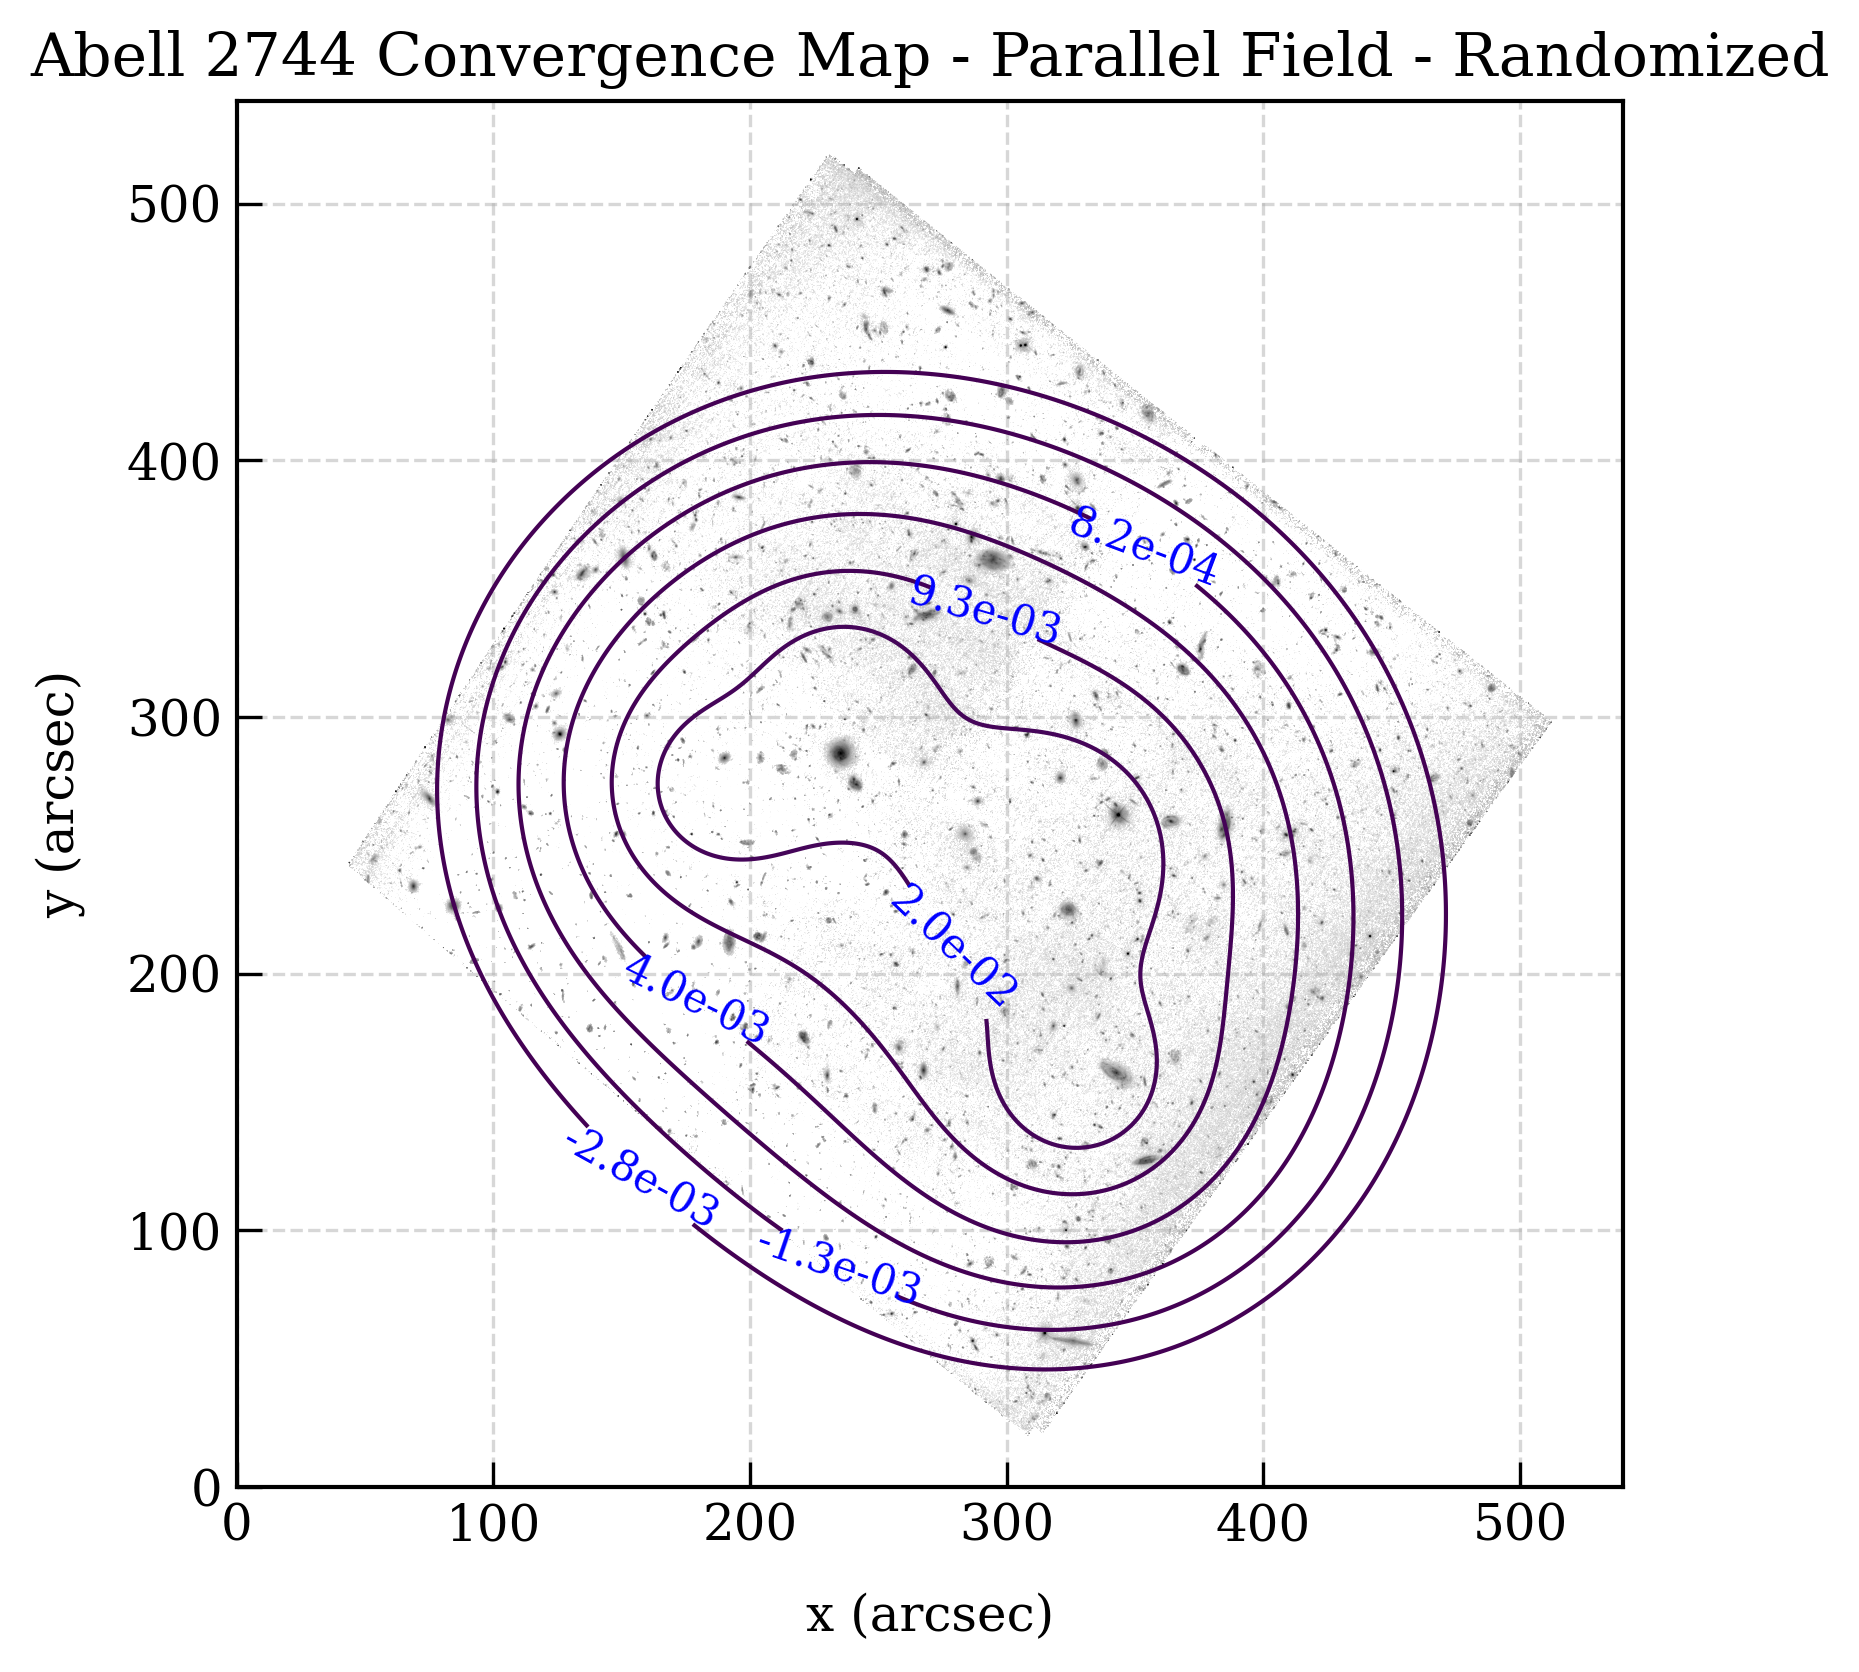 Abell 2744 Convergence Map - Parallel Field - Randomized
500
400
300
200
100
0
y (arcsec)
8.2e-04
9.3e-03
2.0e-02
4.0e-03
-2.8e-03
-1.3e-03
0 100 200 300 400 500
x (arcsec)